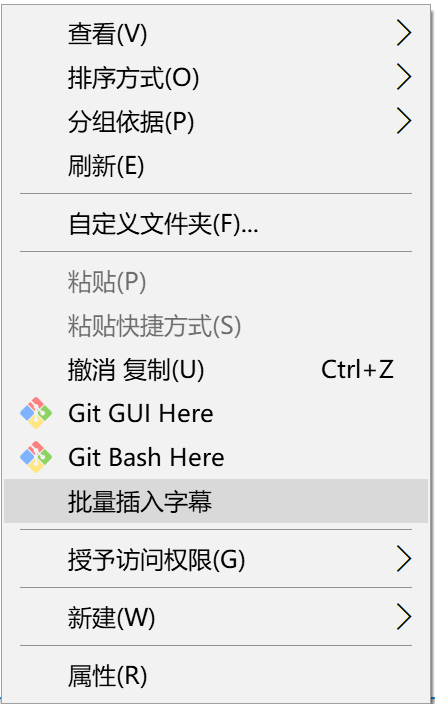 查看(V)
排序方式(O)
分组依据(P)
刷新(E)
自定义文件夹(F)...
粘贴(P)
粘贴快捷方式(S)
撤消 复制(U) Ctrl+Z
Git GUI Here
Git Bash Here
批量插入字幕
授予访问权限(G)
新建(W)
属性(R)